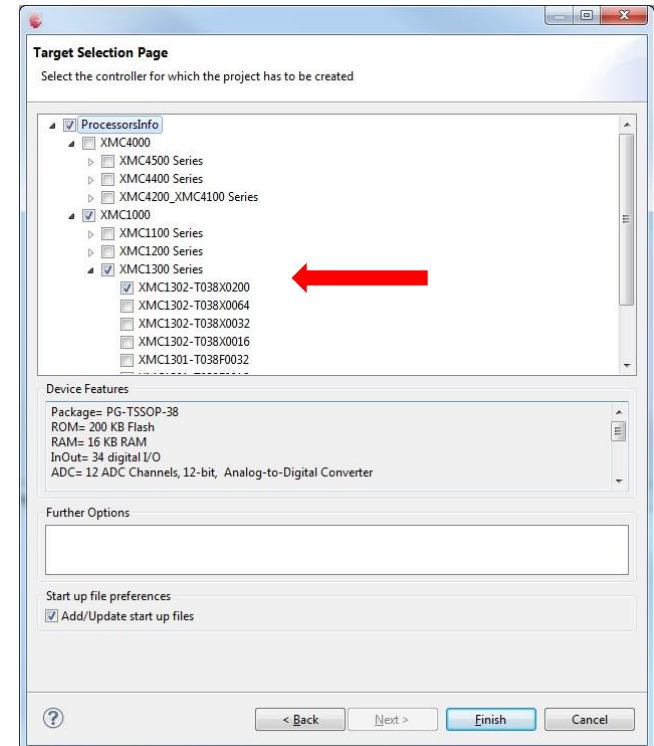 Target Selection Page
Select the controller for which the project has to be created
ProcessorsInfo
XMC4000
XMC4500 Series
XMC4400 Series
XMC4200_XMC4100 Series
XMC1000
XMC1100 Series
XMC1200 Series
XMC1300 Series
XMC1302-T038X0200
XMC1302-T038X0064
XMC1302-T038X0032
XMC1302-T038X0016
XMC1301-T038F0032
Device Features
Package= PG-TSSOP-38
ROM= 200 KB Flash
RAM= 16 KB RAM
InOut= 34 digital I/O
ADC= 12 ADC Channels, 12-bit, Analog-to-Digital Converter
Further Options
Start up file preferences
Add/Update start up files
? < Back Next > Finish Cancel